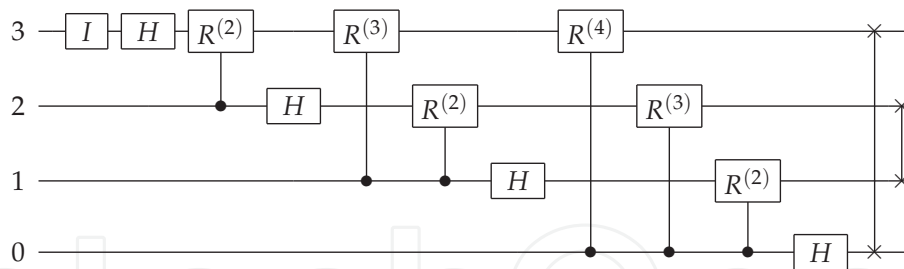 3 I H R(2) R(3) R(4)
2 H R(2) R(3)
1 H R(2)
0 H